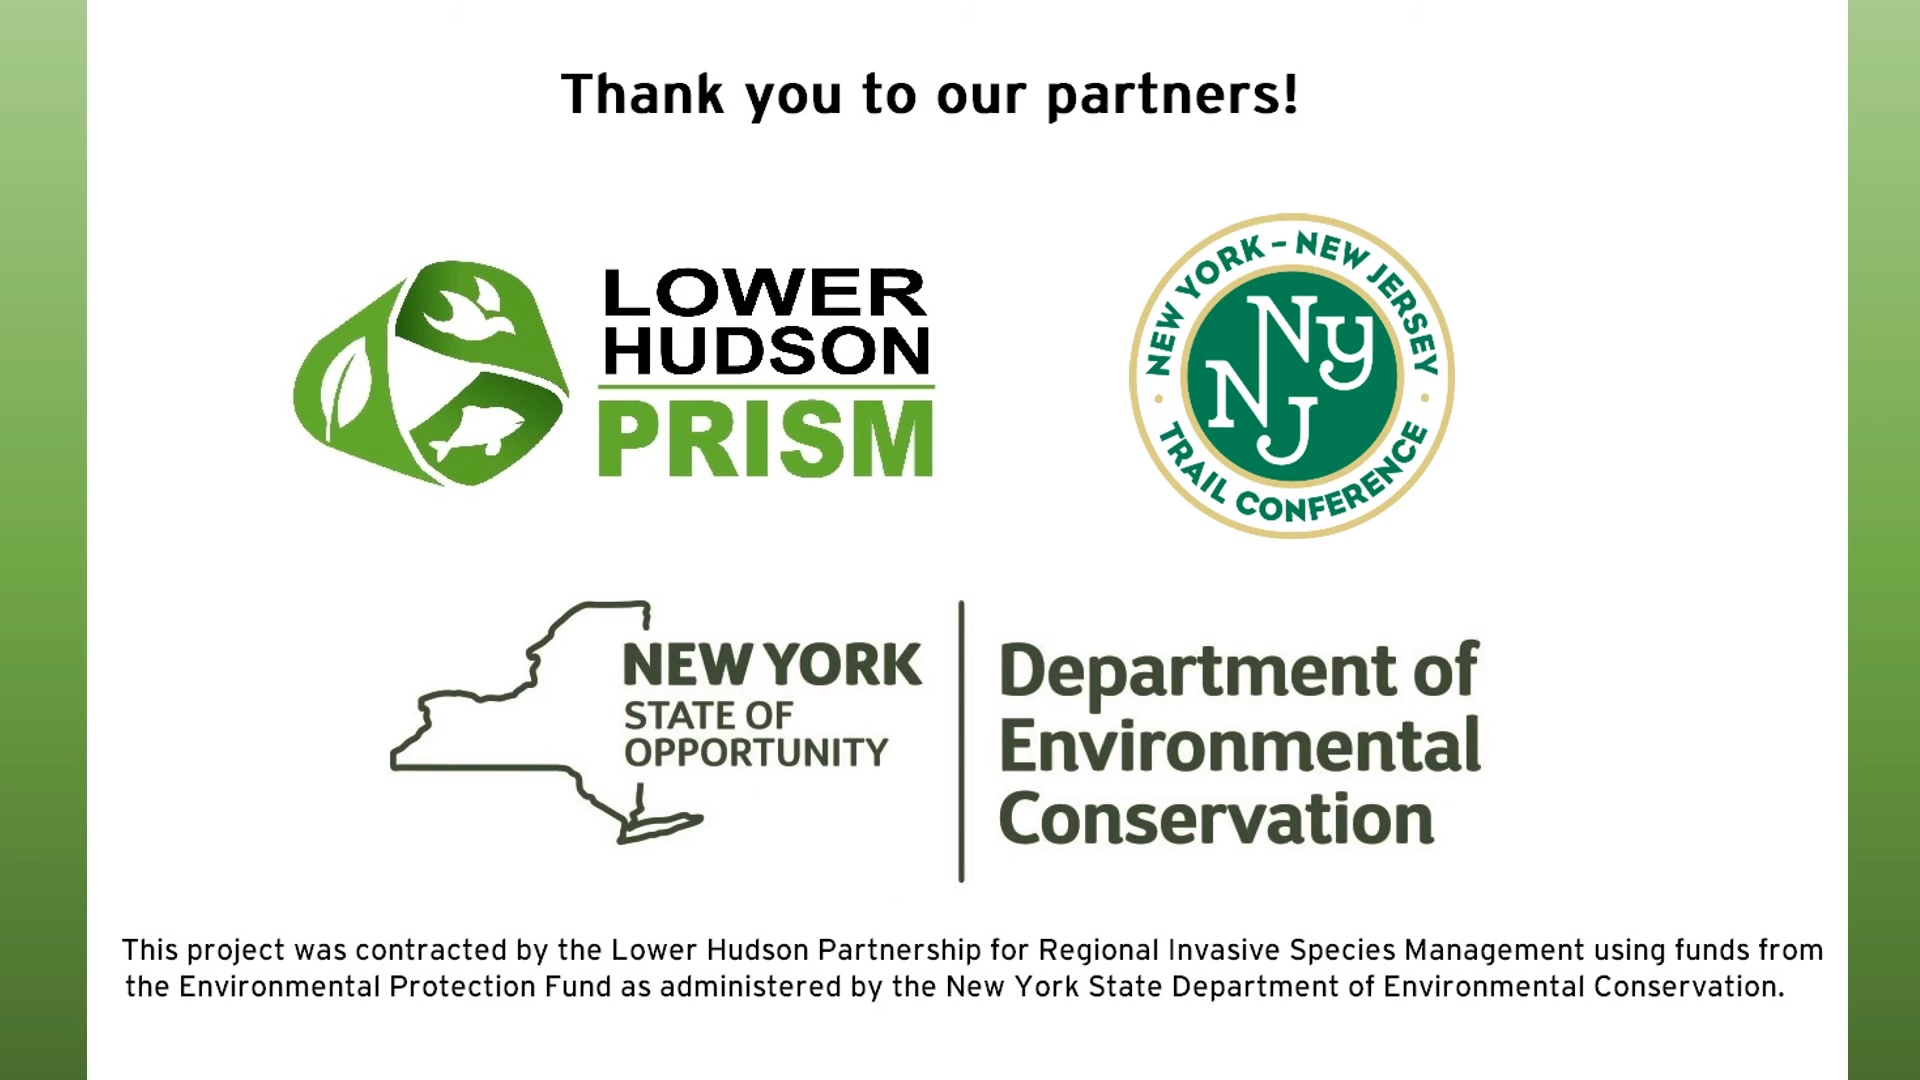 Thank you to our partners!
LOWER
HUDSON
PRISM
NEW YORK – NEW JERSEY
TRAIL CONFERENCE
NY
NJ
NEW YORK
STATE OF
OPPORTUNITY
Department of
Environmental
Conservation
This project was contracted by the Lower Hudson Partnership for Regional Invasive Species Management using funds from
the Environmental Protection Fund as administered by the New York State Department of Environmental Conservation.